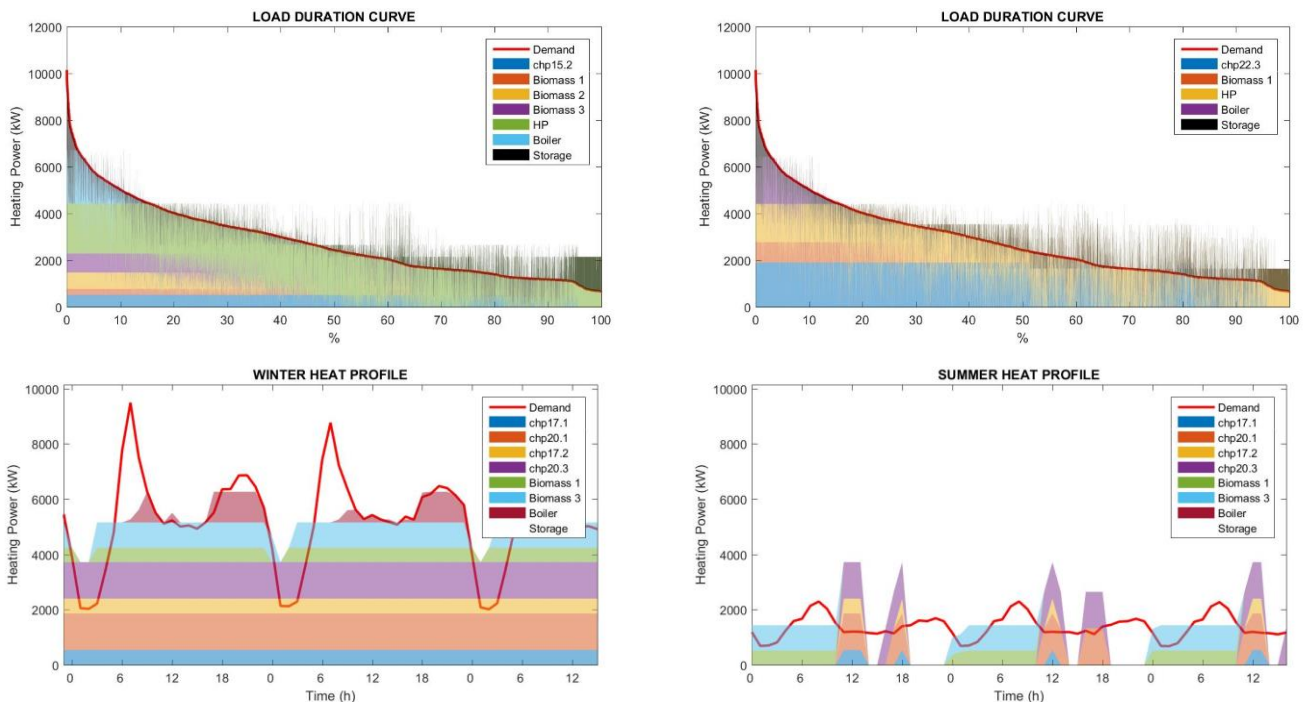 LOAD DURATION CURVE
12000
10000
8000
6000
4000
2000
0
Heating Power (kW)
0 10 20 30 40 50 60 70 80 90 100
%
Demand
chp15.2
Biomass 1
Biomass 2
Biomass 3
HP
Boiler
Storage
LOAD DURATION CURVE
12000
10000
8000
6000
4000
2000
0
Heating Power (kW)
0 10 20 30 40 50 60 70 80 90 100
%
Demand
chp22.3
Biomass 1
HP
Boiler
Storage
WINTER HEAT PROFILE
10000
8000
6000
4000
2000
0
Heating Power (kW)
0 6 12 18 0 6 12 18 0 6 12
Time (h)
Demand
chp17.1
chp20.1
chp17.2
chp20.3
Biomass 1
Biomass 3
Boiler
Storage
SUMMER HEAT PROFILE
10000
8000
6000
4000
2000
0
Heating Power (kW)
0 6 12 18 0 6 12 18 0 6 12
Time (h)
Demand
chp17.1
chp20.1
chp17.2
chp20.3
Biomass 1
Biomass 3
Boiler
Storage